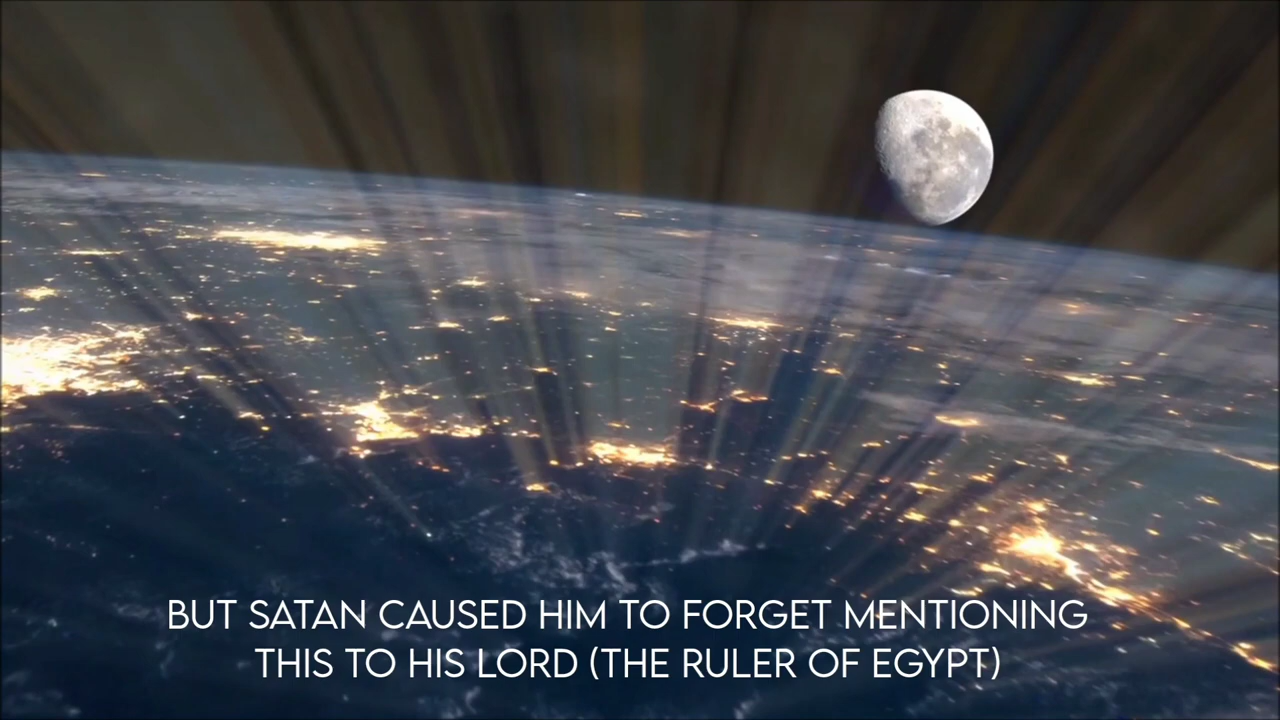 BUT SATAN CAUSED HIM TO FORGET MENTIONING
THIS TO HIS LORD (THE RULER OF EGYPT)